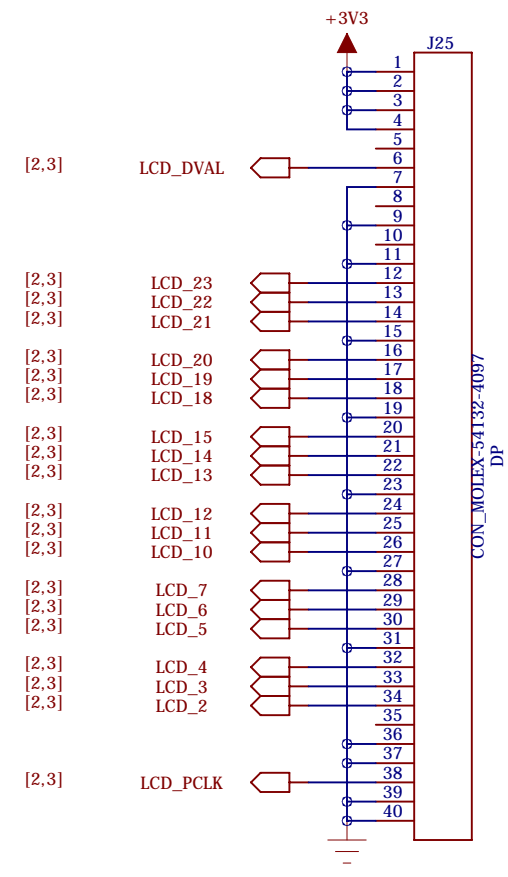 +3V3
J25
1
2
3
4
5
[2,3] LCD_DVAL 6
7
8
9
10
11
[2,3] LCD_23 12
[2,3] LCD_22 13
[2,3] LCD_21 14
15
[2,3] LCD_20 16
[2,3] LCD_19 17
[2,3] LCD_18 18
19
[2,3] LCD_15 20
[2,3] LCD_14 21
[2,3] LCD_13 22
23
[2,3] LCD_12 24
[2,3] LCD_11 25
[2,3] LCD_10 26
27
[2,3] LCD_7 28
[2,3] LCD_6 29
[2,3] LCD_5 30
31
[2,3] LCD_4 32
[2,3] LCD_3 33
[2,3] LCD_2 34
35
36
37
[2,3] LCD_PCLK 38
39
40
CON_MOLEX-54132-4097
DP